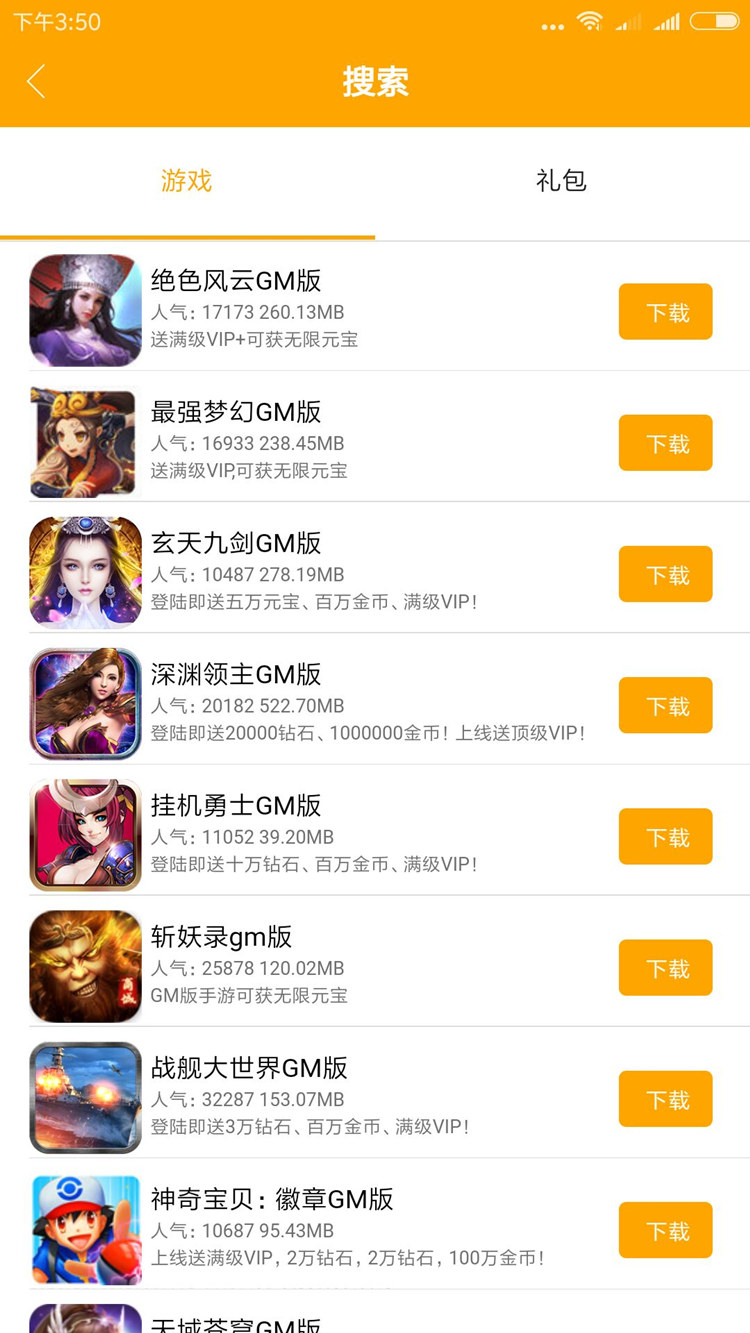 下午3:50
搜索
游戏
礼包
绝色风云GM版
人气: 17173 260.13MB
送满级VIP+可获无限元宝
下载
最强梦幻GM版
人气: 16933 238.45MB
送满级VIP,可获无限元宝
下载
玄天九剑GM版
人气: 10487 278.19MB
登陆即送五万元宝、百万金币、满级VIP!
下载
深渊领主GM版
人气: 20182 522.70MB
登陆即送20000钻石、1000000金币! 上线送顶级VIP!
下载
挂机勇士GM版
人气: 11052 39.20MB
登陆即送十万钻石、百万金币、满级VIP!
下载
商城
斩妖录gm版
人气: 25878 120.02MB
GM版手游可获无限元宝
下载
战舰大世界GM版
人气: 32287 153.07MB
登陆即送3万钻石、百万金币、满级VIP!
下载
神奇宝贝: 徽章GM版
人气: 10687 95.43MB
上线送满级VIP, 2万钻石, 2万钻石, 100万金币!
下载
天域苍穹GM版